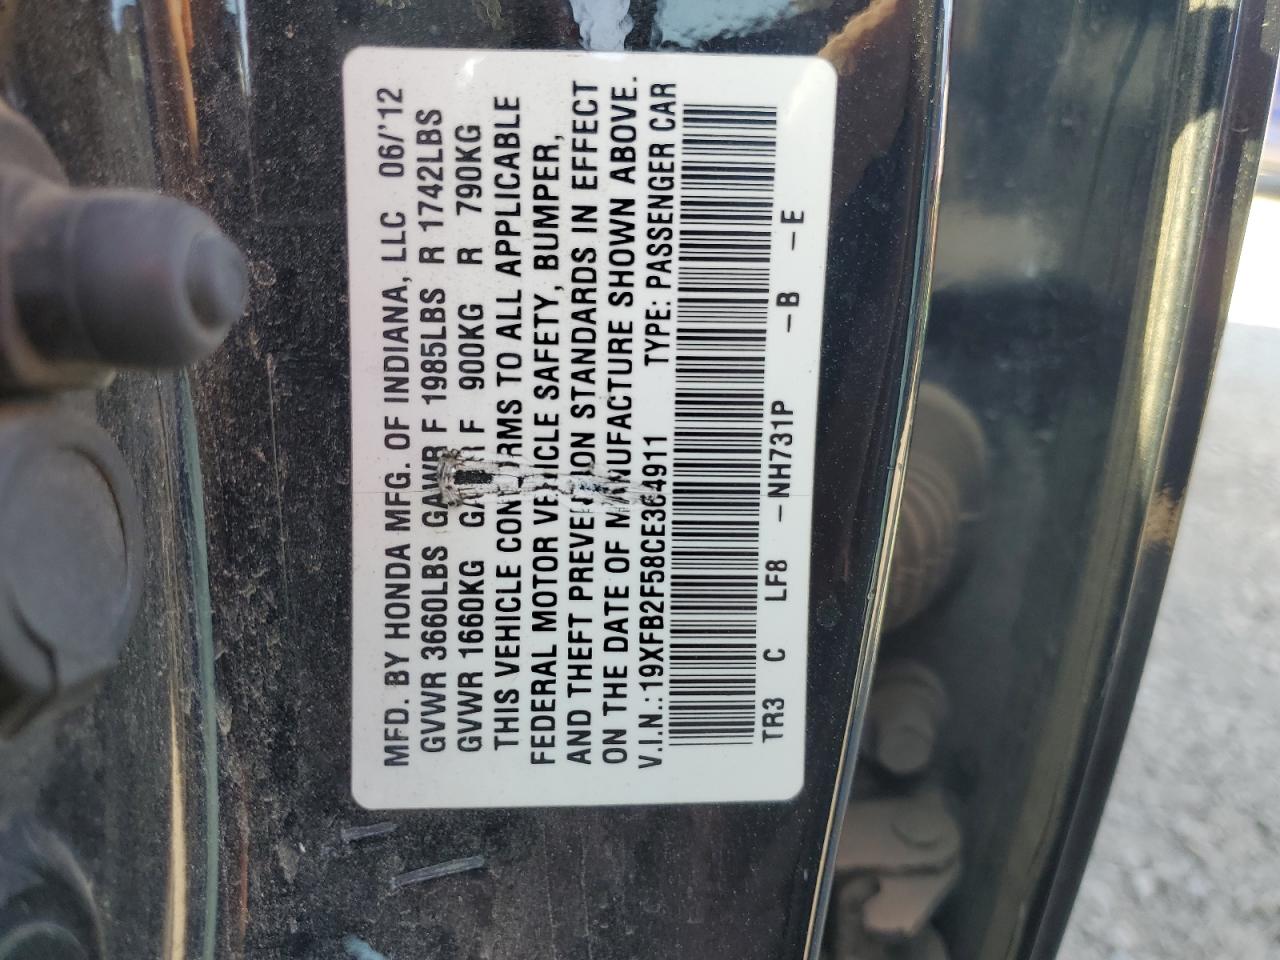 MFD. BY HONDA MFG. OF INDIANA, LLC 06/'12
GVWR 3660LBS GAWR F 1985LBS R 1742LBS
GVWR 1660KG GAWR F 900KG R 790KG
THIS VEHICLE CONFORMS TO ALL APPLICABLE
FEDERAL MOTOR VEHICLE SAFETY, BUMPER,
AND THEFT PREVENTION STANDARDS IN EFFECT
ON THE DATE OF MANUFACTURE SHOWN ABOVE.
V.I.N.:19XFB2F58CE364911 TYPE: PASSENGER CAR
TR3 C LF8 -NH731P -B -E